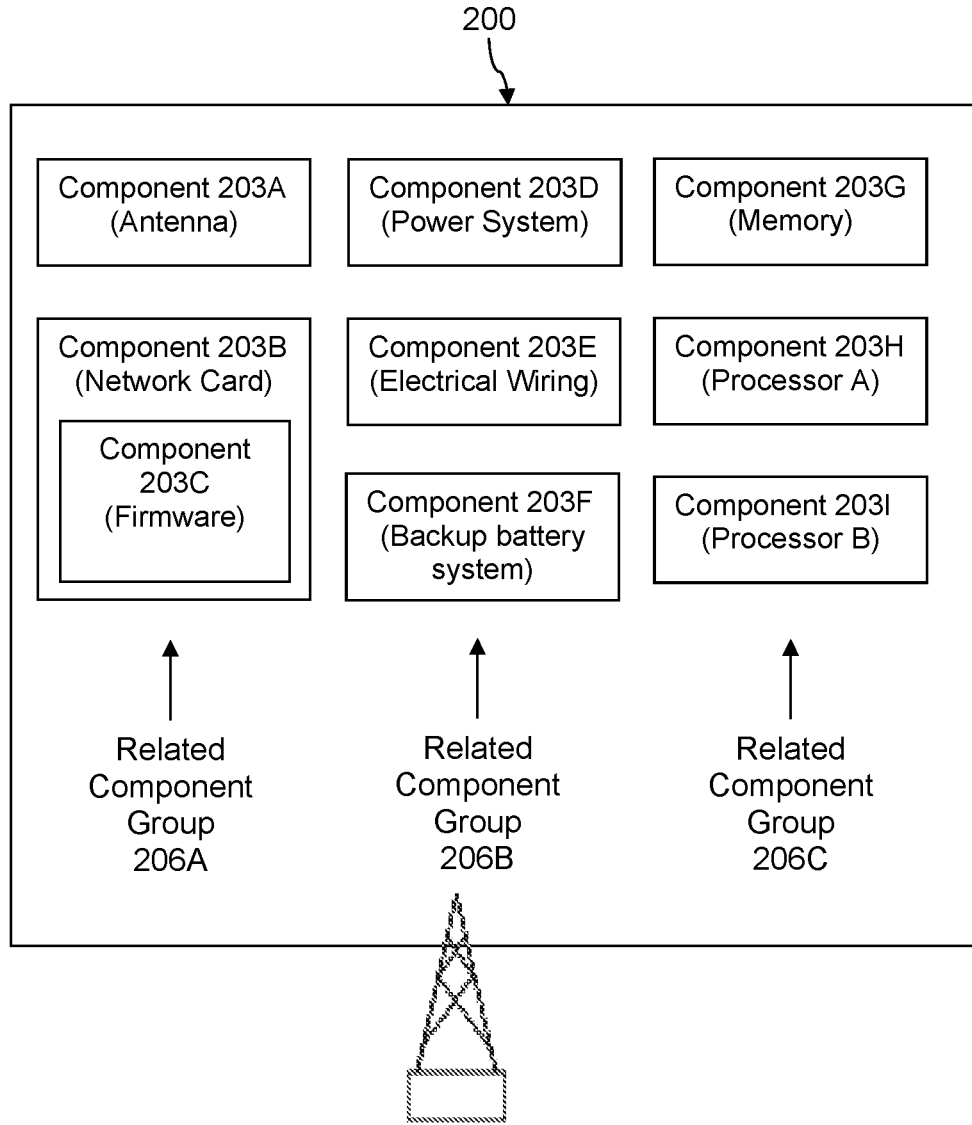 200
Component 203A
(Antenna)
Component 203B
(Network Card)
Component
203C
(Firmware)
Related
Component
Group
206A
Component 203D
(Power System)
Component 203E
(Electrical Wiring)
Component 203F
(Backup battery
system)
Related
Component
Group
206B
Component 203G
(Memory)
Component 203H
(Processor A)
Component 203I
(Processor B)
Related
Component
Group
206C